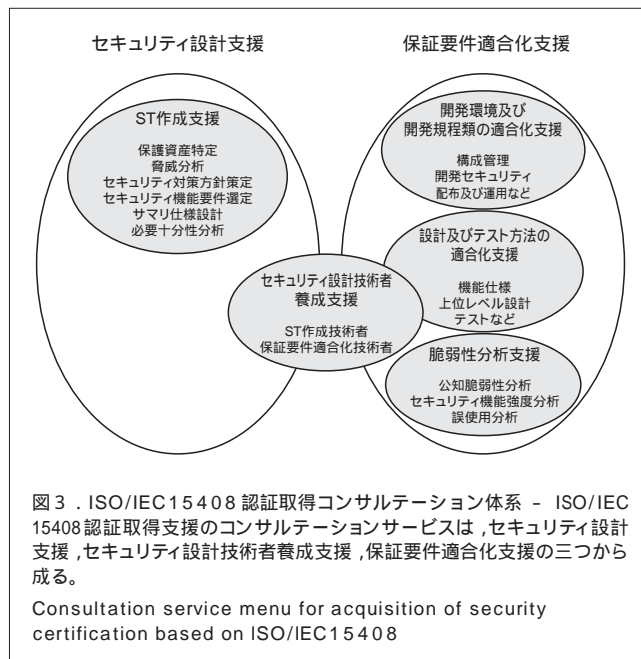 セキュリティ設計支援
保証要件適合化支援
ST作成支援
保護資産特定
脅威分析
セキュリティ対策方針策定
セキュリティ機能要件選定
サマリ仕様設計
必要十分性分析
セキュリティ設計技術者
養成支援
ST作成技術者
保証要件適合化技術者
開発環境及び
開発規程類の適合化支援
構成管理
開発セキュリティ
配布及び運用など
設計及びテスト方法の
適合化支援
機能仕様
上位レベル設計
テストなど
脆弱性分析支援
公知脆弱性分析
セキュリティ機能強度分析
誤使用分析
図3．ISO/IEC15408 認証取得コンサルテーション体系 － ISO/IEC
15408認証取得支援のコンサルテーションサービスは，セキュリティ設計
支援，セキュリティ設計技術者養成支援，保証要件適合化支援の三つから
成る。
Consultation service menu for acquisition of security
certification based on ISO/IEC15408